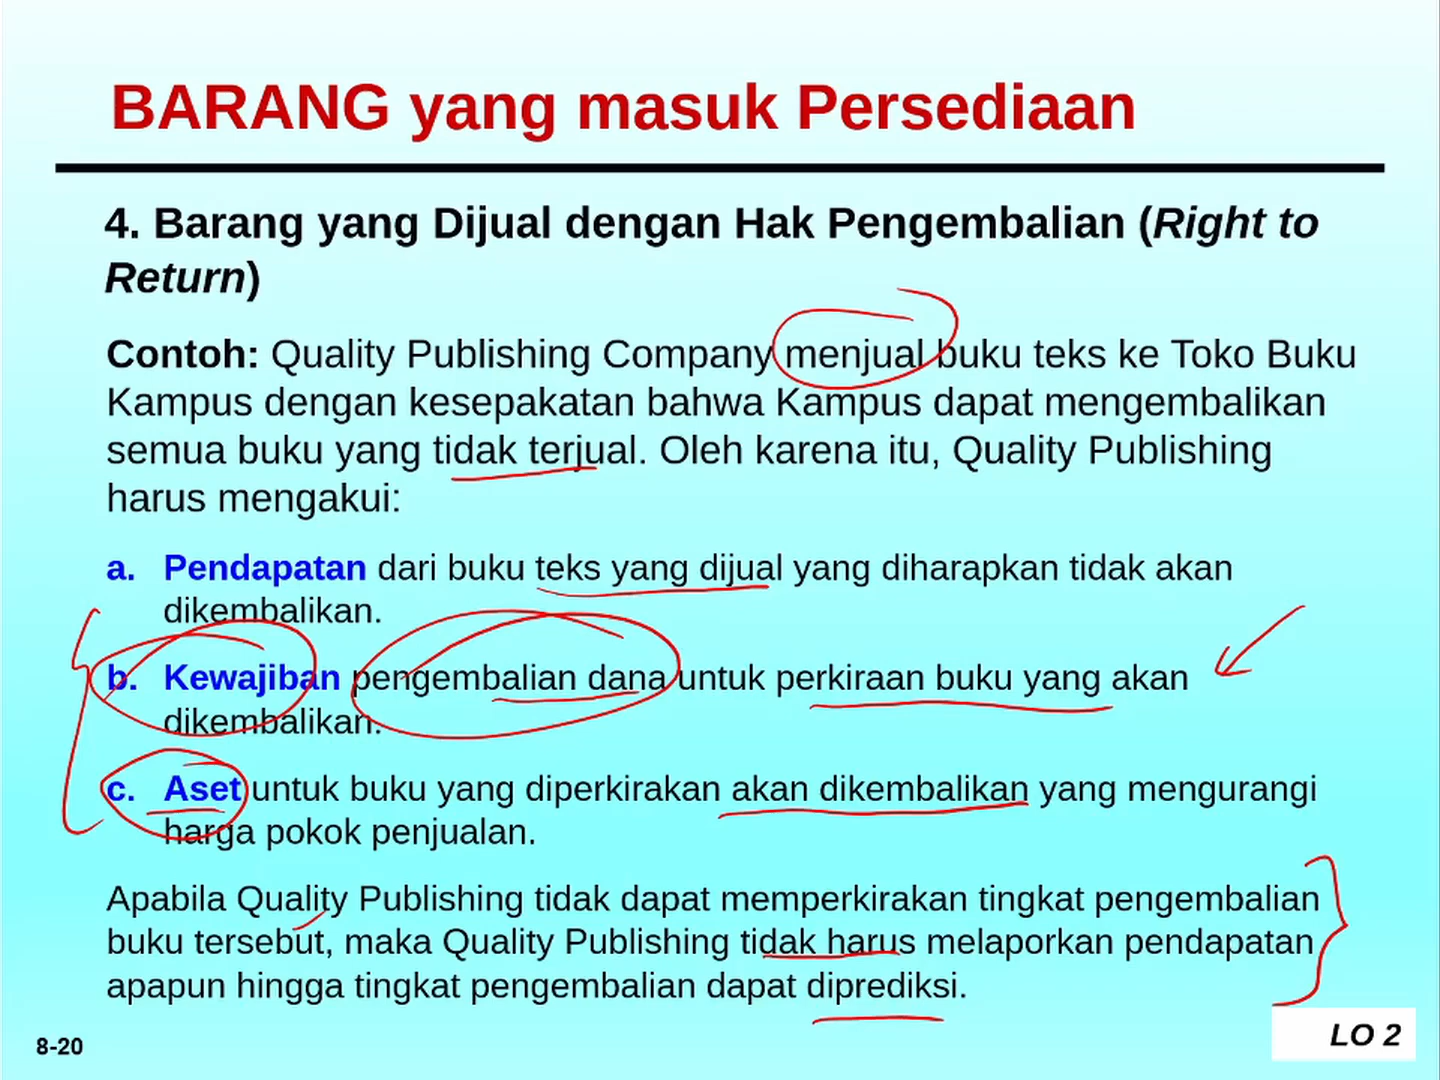 BARANG yang masuk Persediaan
4. Barang yang Dijual dengan Hak Pengembalian (Right to
Return)
Contoh: Quality Publishing Company menjual buku teks ke Toko Buku
Kampus dengan kesepakatan bahwa Kampus dapat mengembalikan
semua buku yang tidak terjual. Oleh karena itu, Quality Publishing
harus mengakui:
a. Pendapatan dari buku teks yang dijual yang diharapkan tidak akan
dikembalikan.
b. Kewajiban pengembalian dana untuk perkiraan buku yang akan
dikembalikan.
c. Aset untuk buku yang diperkirakan akan dikembalikan yang mengurangi
harga pokok penjualan.
Apabila Quality Publishing tidak dapat memperkirakan tingkat pengembalian
buku tersebut, maka Quality Publishing tidak harus melaporkan pendapatan
apapun hingga tingkat pengembalian dapat diprediksi.
8-20
LO 2